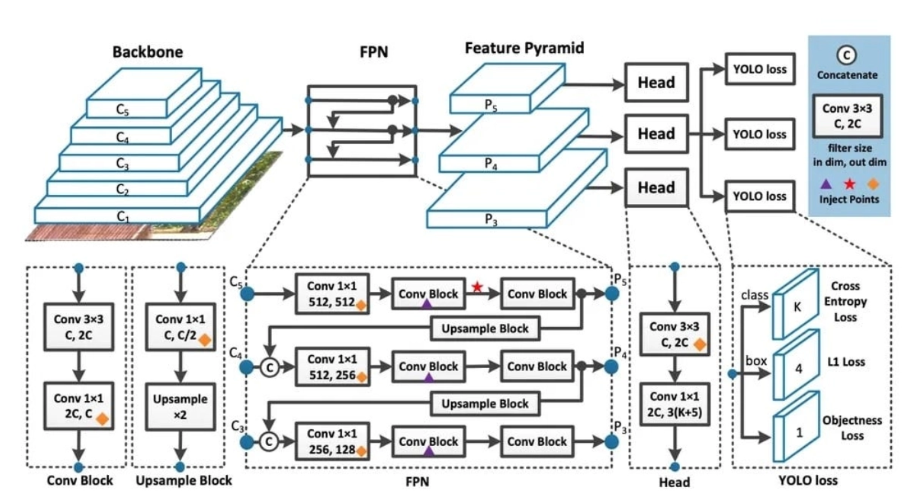 Backbone
FPN
Feature Pyramid
C5
C4
C3
C2
C1
P5
P4
P3
Head
Head
Head
YOLO loss
YOLO loss
YOLO loss
C
Concatenate
Conv 3×3
C, 2C
filter size
in dim, out dim
Inject Points
Conv 3×3
C, 2C
Conv 1×1
2C, C
Conv Block
Conv 1×1
C, C/2
Upsample
×2
Upsample Block
C5
Conv 1×1
512, 512
Conv Block
Conv Block
P5
Upsample Block
C4
C
Conv 1×1
512, 256
Conv Block
Conv Block
P4
Upsample Block
C3
C
Conv 1×1
256, 128
Conv Block
Conv Block
P3
FPN
Conv 3×3
C, 2C
Conv 1×1
2C, 3(K+5)
Head
class
K
Cross
Entropy
Loss
box
4
L1 Loss
1
Objectness
Loss
YOLO loss